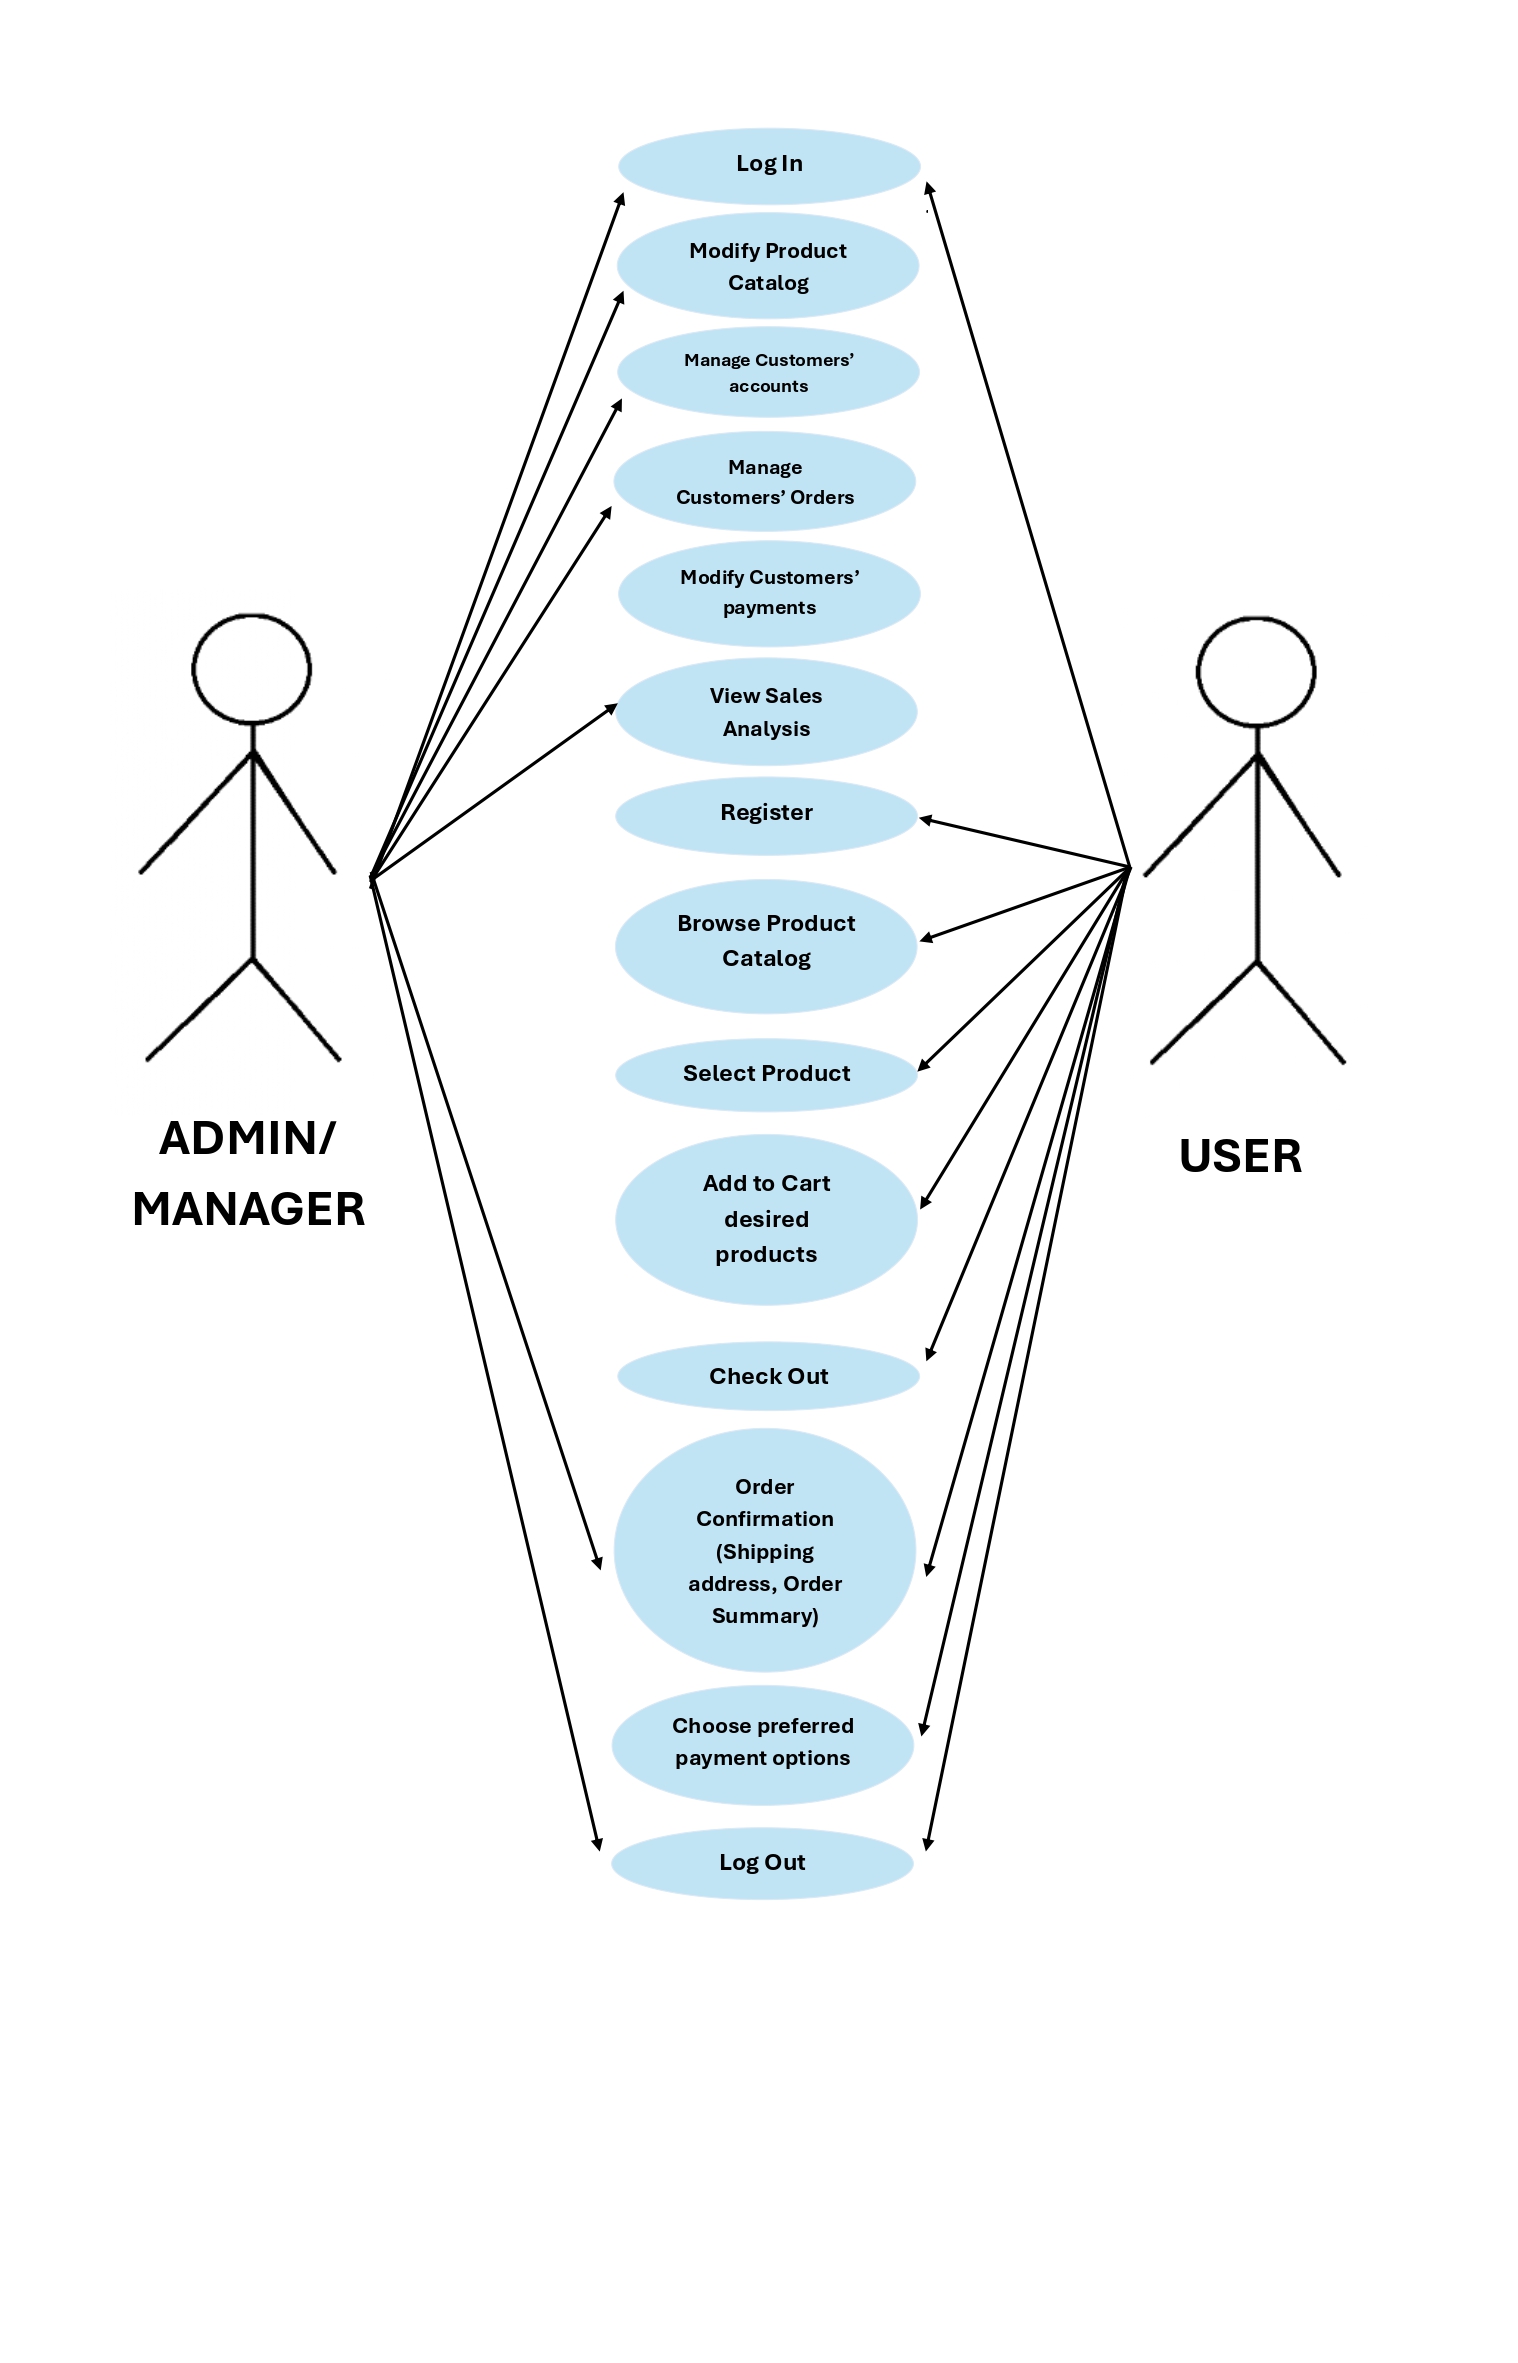 Log In
Modify Product
Catalog
Manage Customers’
accounts
Manage
Customers’ Orders
Modify Customers’
payments
View Sales
Analysis
Register
Browse Product
Catalog
Select Product
ADMIN/
MANAGER
USER
Add to Cart
desired
products
Check Out
Order
Confirmation
(Shipping
address, Order
Summary)
Choose preferred
payment options
Log Out